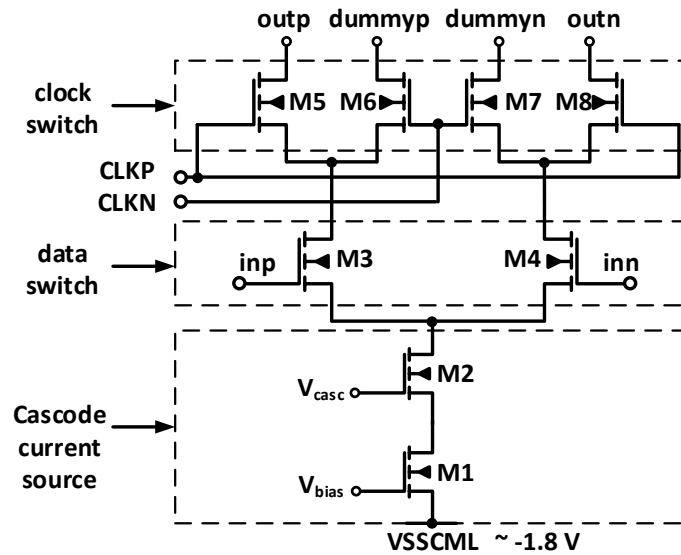 outp dummyp dummyn outn
clock
switch
M5 M6 M7 M8
CLKP
CLKN
data
switch
inp M3 M4 inn
Cascode
current
source
M2
Vcasc
M1
Vbias
VSSCML ~ -1.8 V